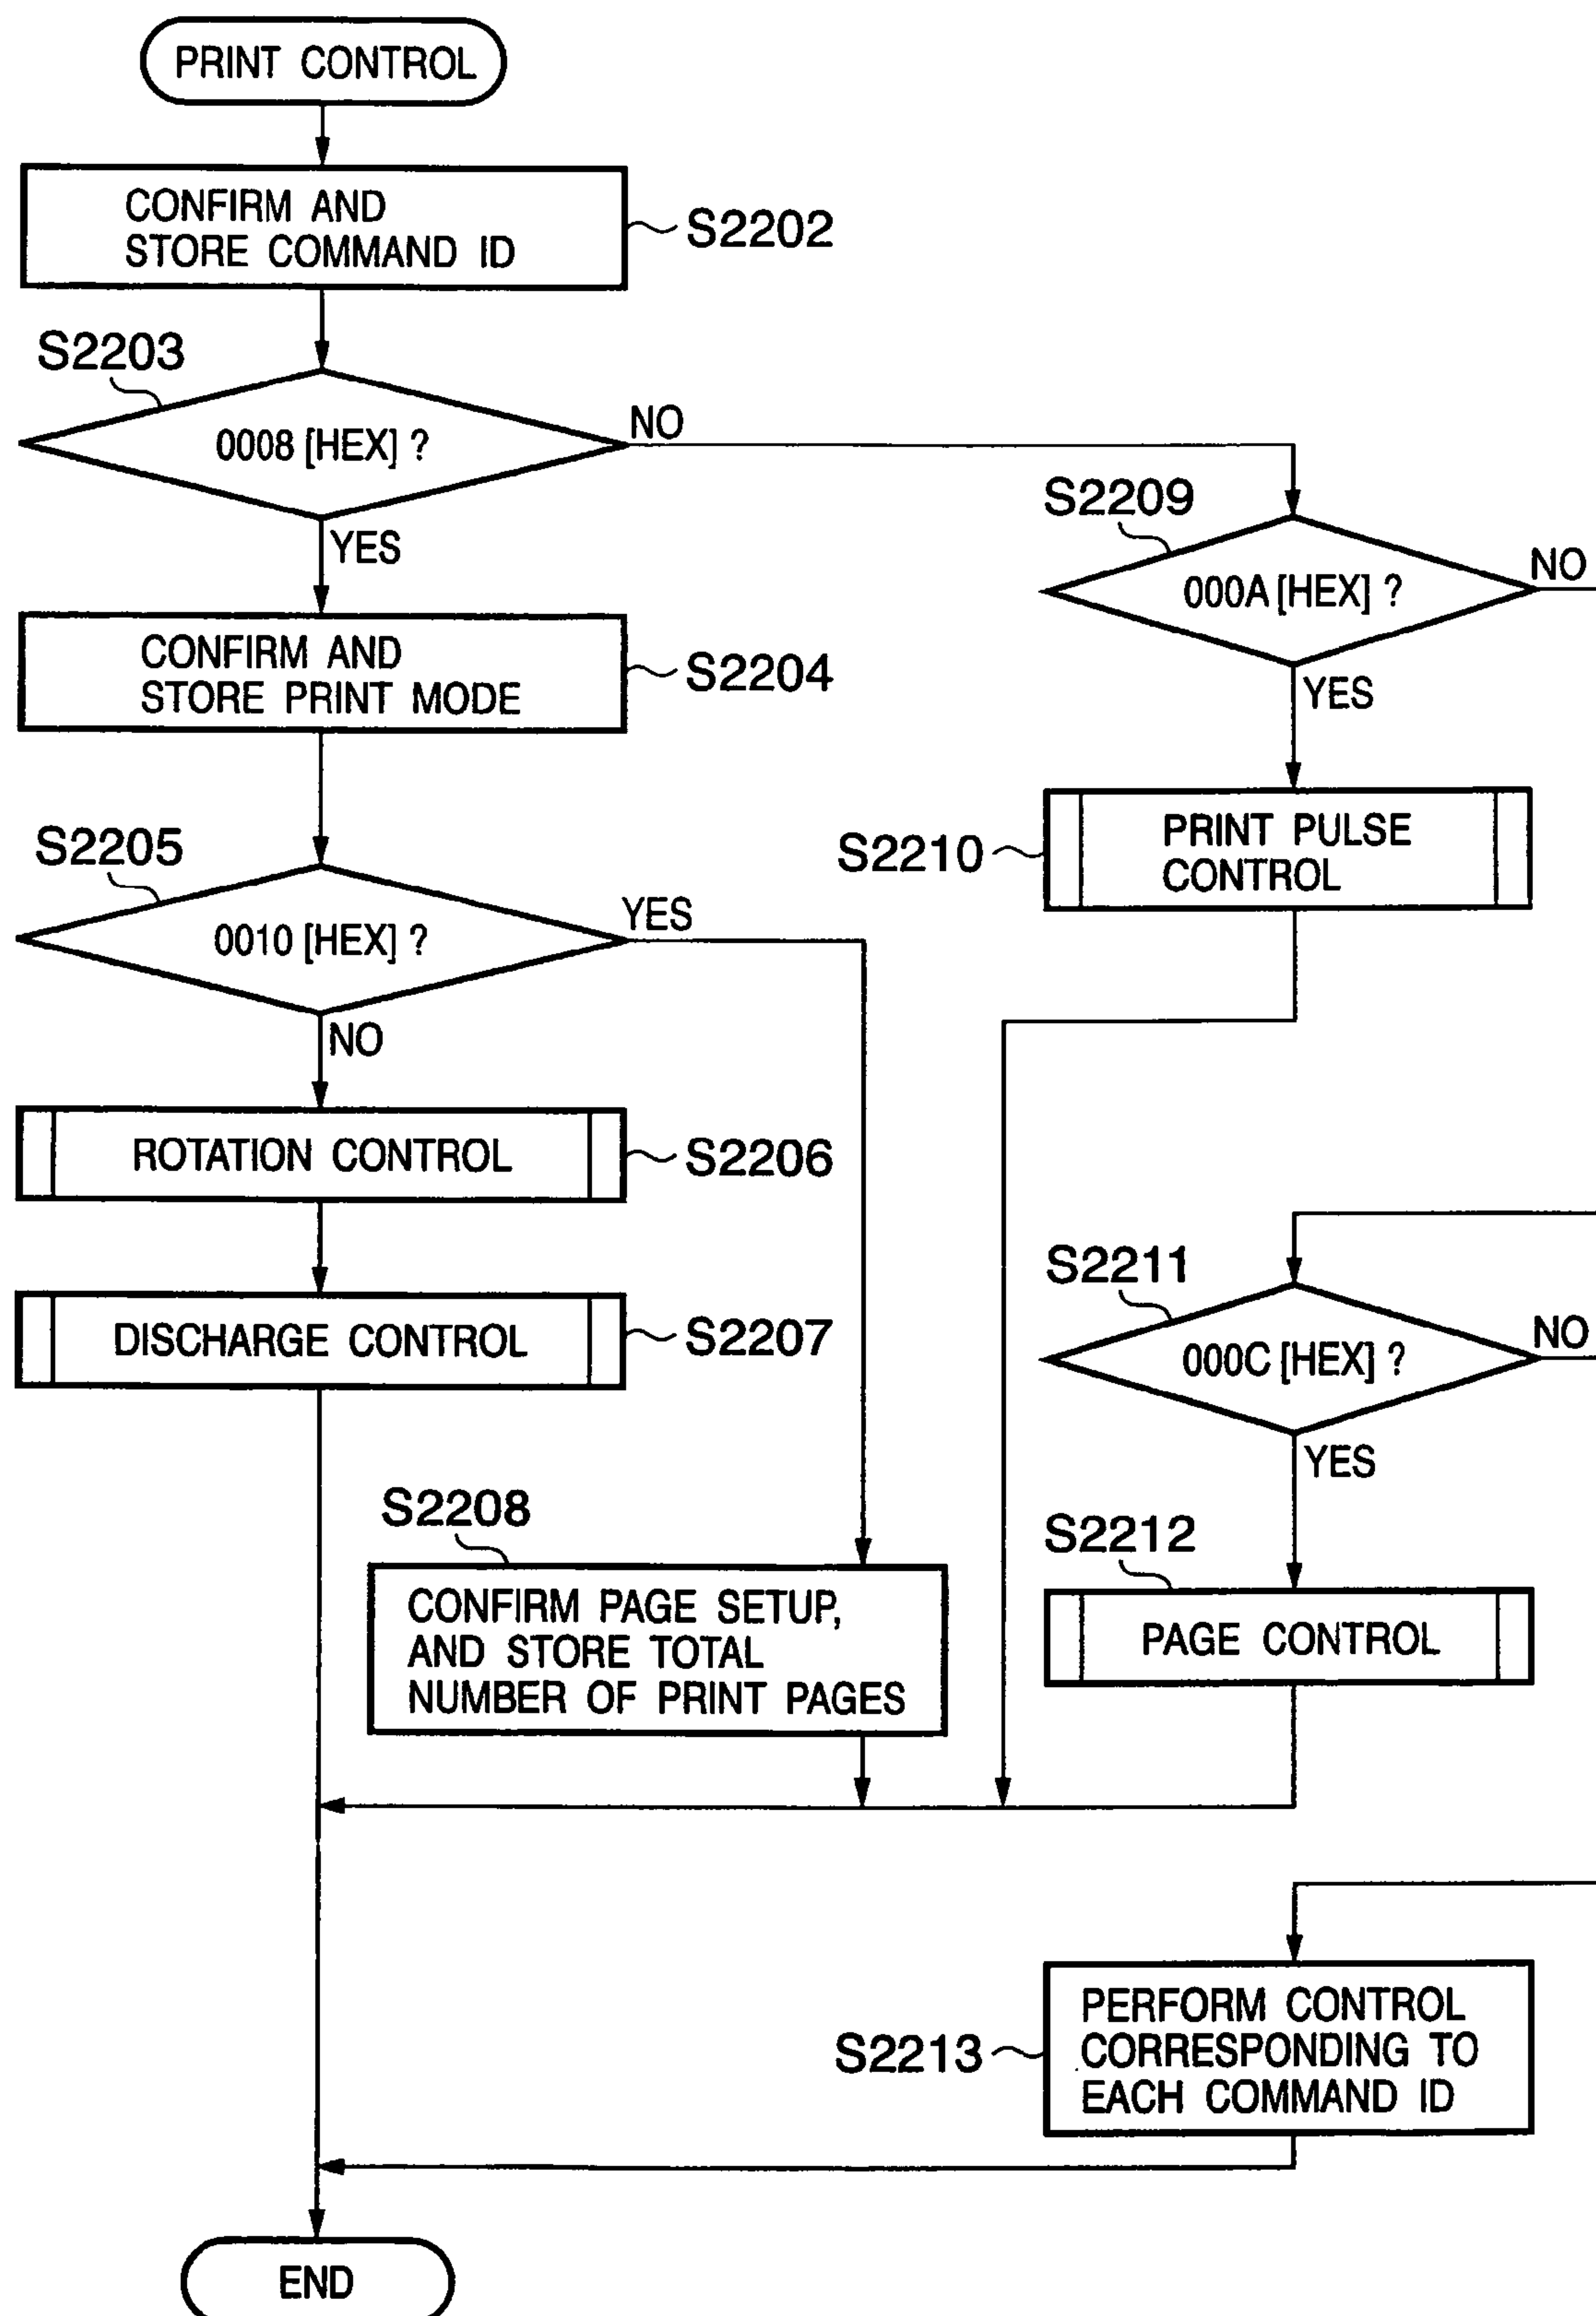 PRINT CONTROL
CONFIRM AND
STORE COMMAND ID
S2202
S2203
0008 [HEX] ?
NO
YES
CONFIRM AND
STORE PRINT MODE
S2204
S2205
0010 [HEX] ?
YES
NO
ROTATION CONTROL
S2206
DISCHARGE CONTROL
S2207
S2208
CONFIRM PAGE SETUP,
AND STORE TOTAL
NUMBER OF PRINT PAGES
S2209
000A [HEX] ?
NO
YES
S2210
PRINT PULSE
CONTROL
S2211
000C [HEX] ?
NO
YES
S2212
PAGE CONTROL
S2213
PERFORM CONTROL
CORRESPONDING TO
EACH COMMAND ID
END